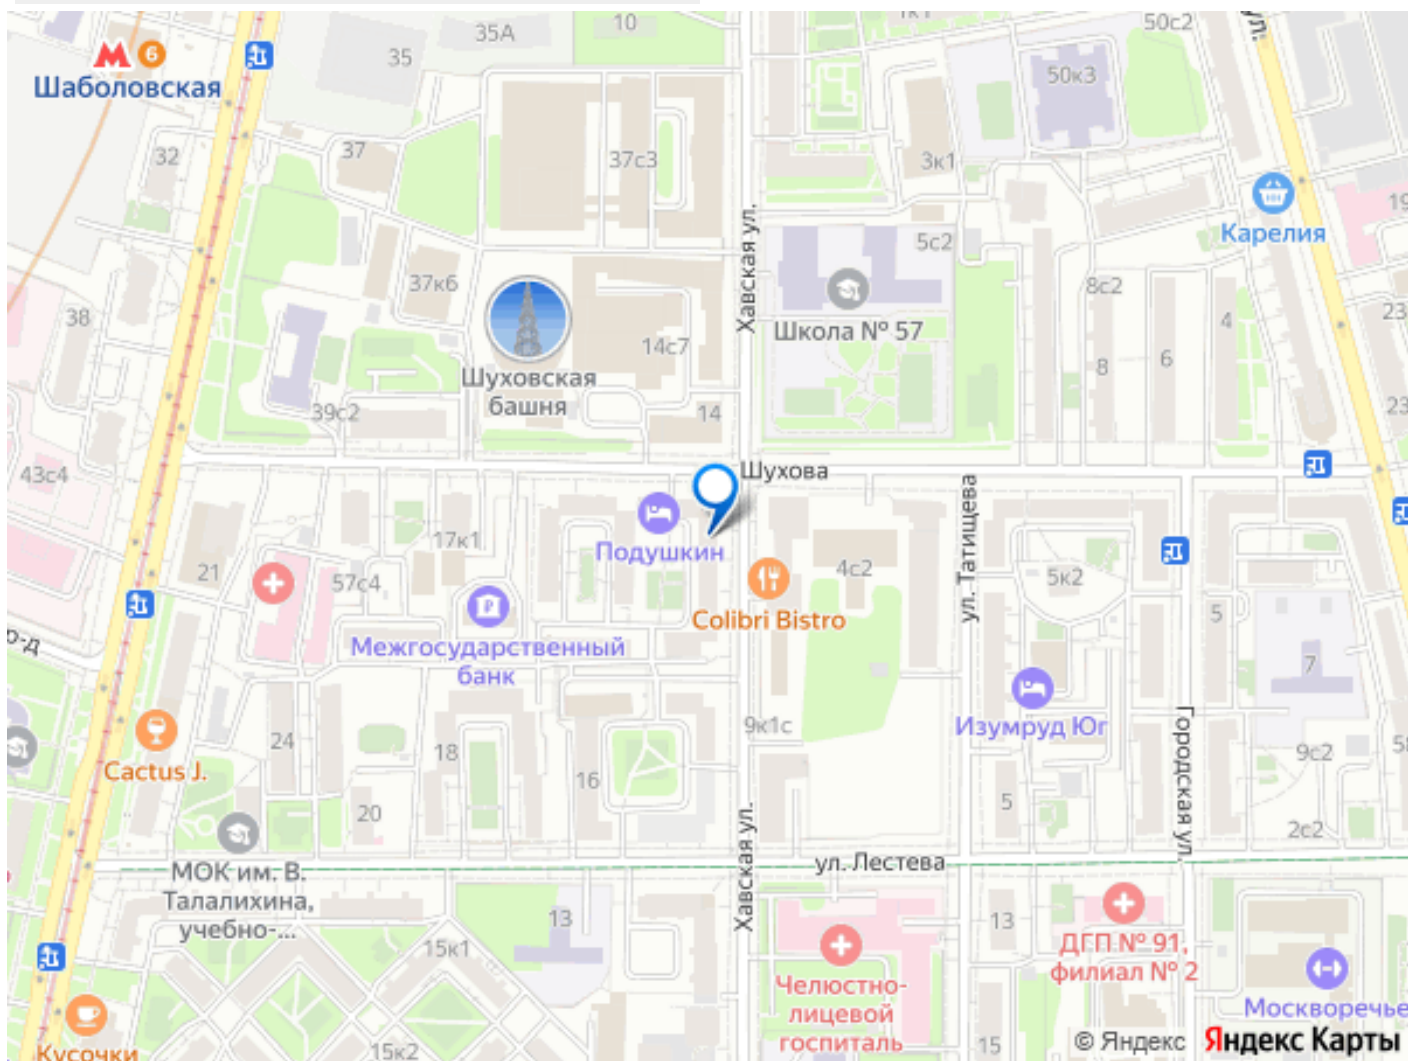 10
35А
35
к1
50с2
ул.
6
Шаболовская
50к3
32
37
37с3
3к1
19
Хавская ул.
5с2
Карелия
37к6
8с2
38
14с7
Школа № 57
4
23
Шуховская
башня
8
6
39с2
14
23
43с4
Шухова
17к1
Подушкин
ул. Татищева
21
57с4
4с2
5к2
5
Colibri Bistro
Межгосударственный
банк
7
о-д
Изумруд Юг
9к1с
Городская ул.
24
18
16
9с2
58
Cactus J.
20
5
2с2
Хавская ул.
ул. Лестева
МОК им. В.
Талалихина,
учебно-...
13
15к1
13
ДГП № 91,
филиал № 2
Челюстно-
лицевой
госпиталь
Москворечье
Кусочки
15к2
15
© Яндекс Яндекс Карты